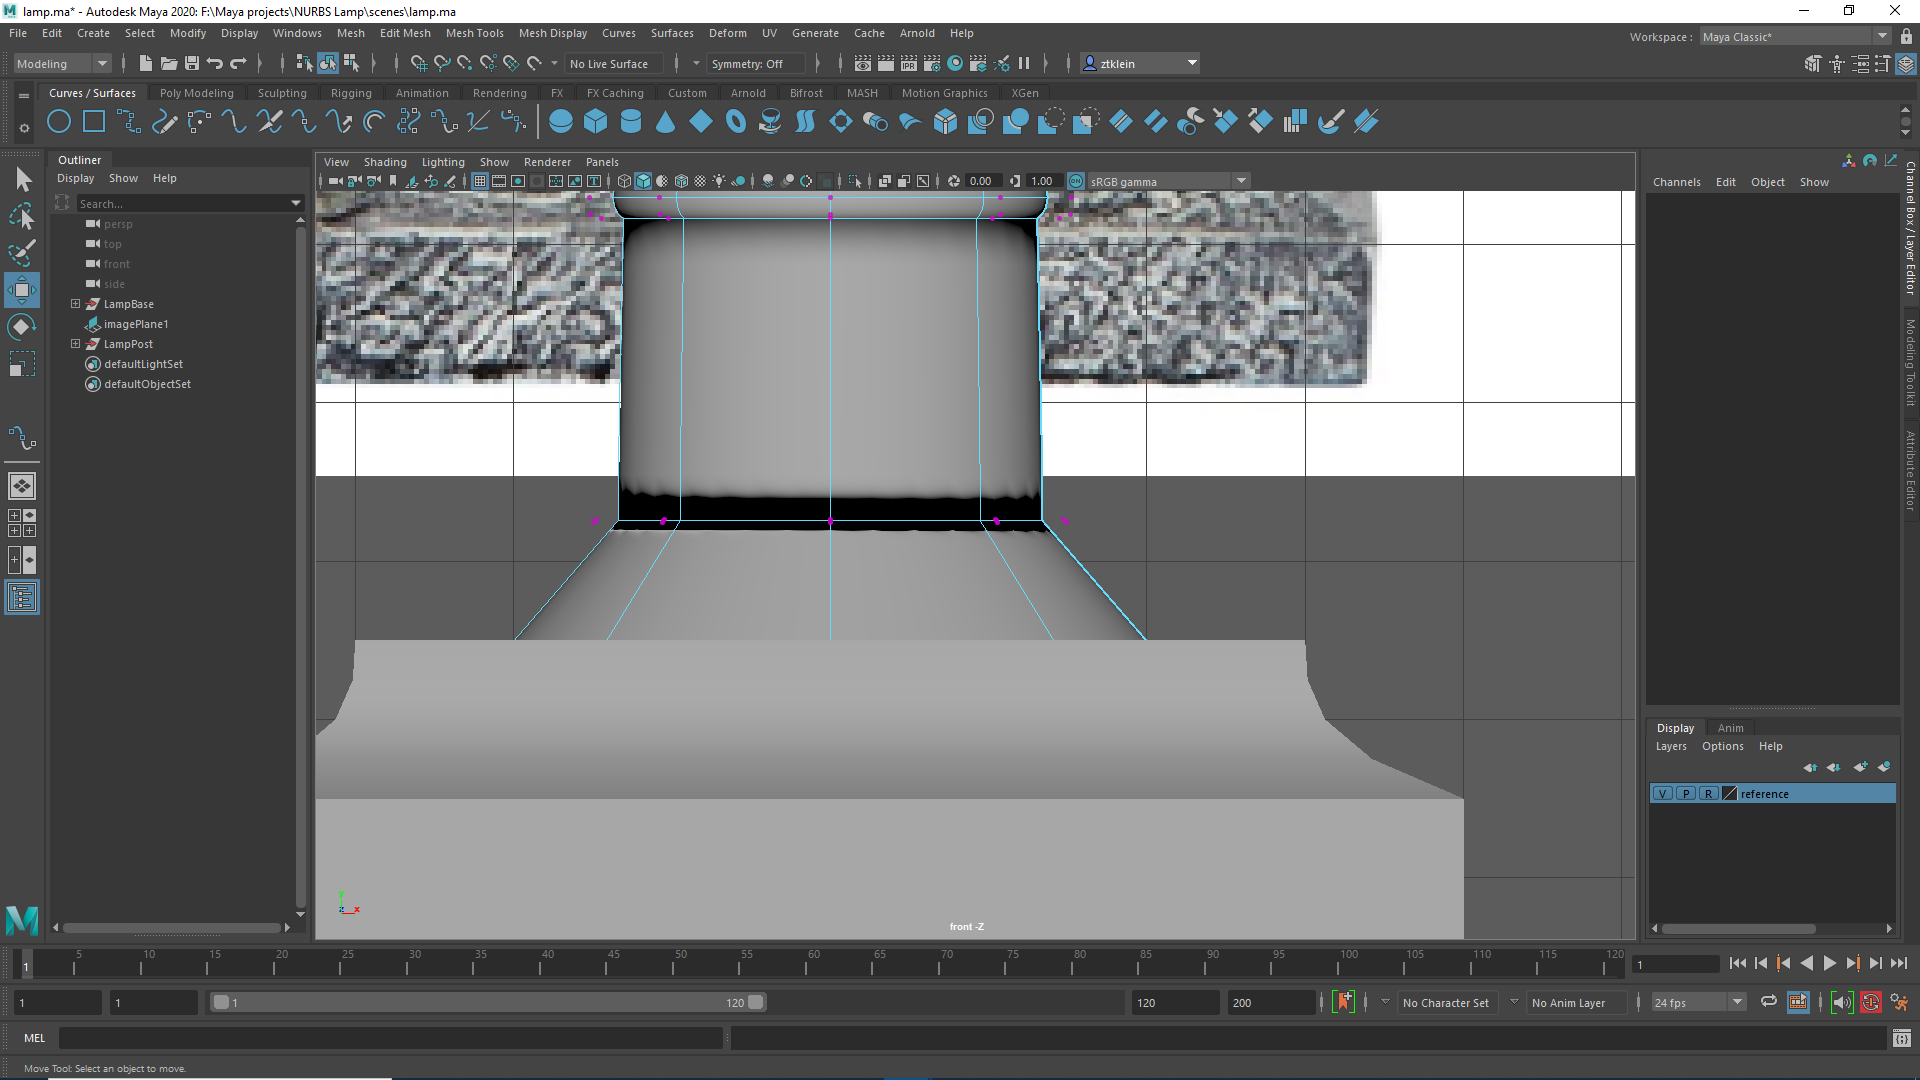 lamp.ma* - Autodesk Maya 2020: F:\Maya projects\NURBS Lamp\scenes\lamp.ma
File Edit Create Select Modify Display Windows Mesh Edit Mesh Mesh Tools Mesh Display Curves Surfaces Deform UV Generate Cache Arnold Help
Workspace : Maya Classic*
Modeling No Live Surface Symmetry: Off IPR ztklein
Curves / Surfaces Poly Modeling Sculpting Rigging Animation Rendering FX FX Caching Custom Arnold Bifrost MASH Motion Graphics XGen
Outliner
Display Show Help
Search...
persp
top
front
side
LampBase
imagePlane1
LampPost
defaultLightSet
defaultObjectSet
View Shading Lighting Show Renderer Panels
0.00 1.00 ON sRGB gamma
y
z x
front -Z
Channels Edit Object Show
Channel Box / Layer Editor
Modeling Toolkit
Attribute Editor
Display Anim
Layers Options Help
V P R reference
1 5 10 15 20 25 30 35 40 45 50 55 60 65 70 75 80 85 90 95 100 105 110 115 120 1
1 1 1 120 120 200 No Character Set No Anim Layer 24 fps
MEL
Move Tool: Select an object to move.